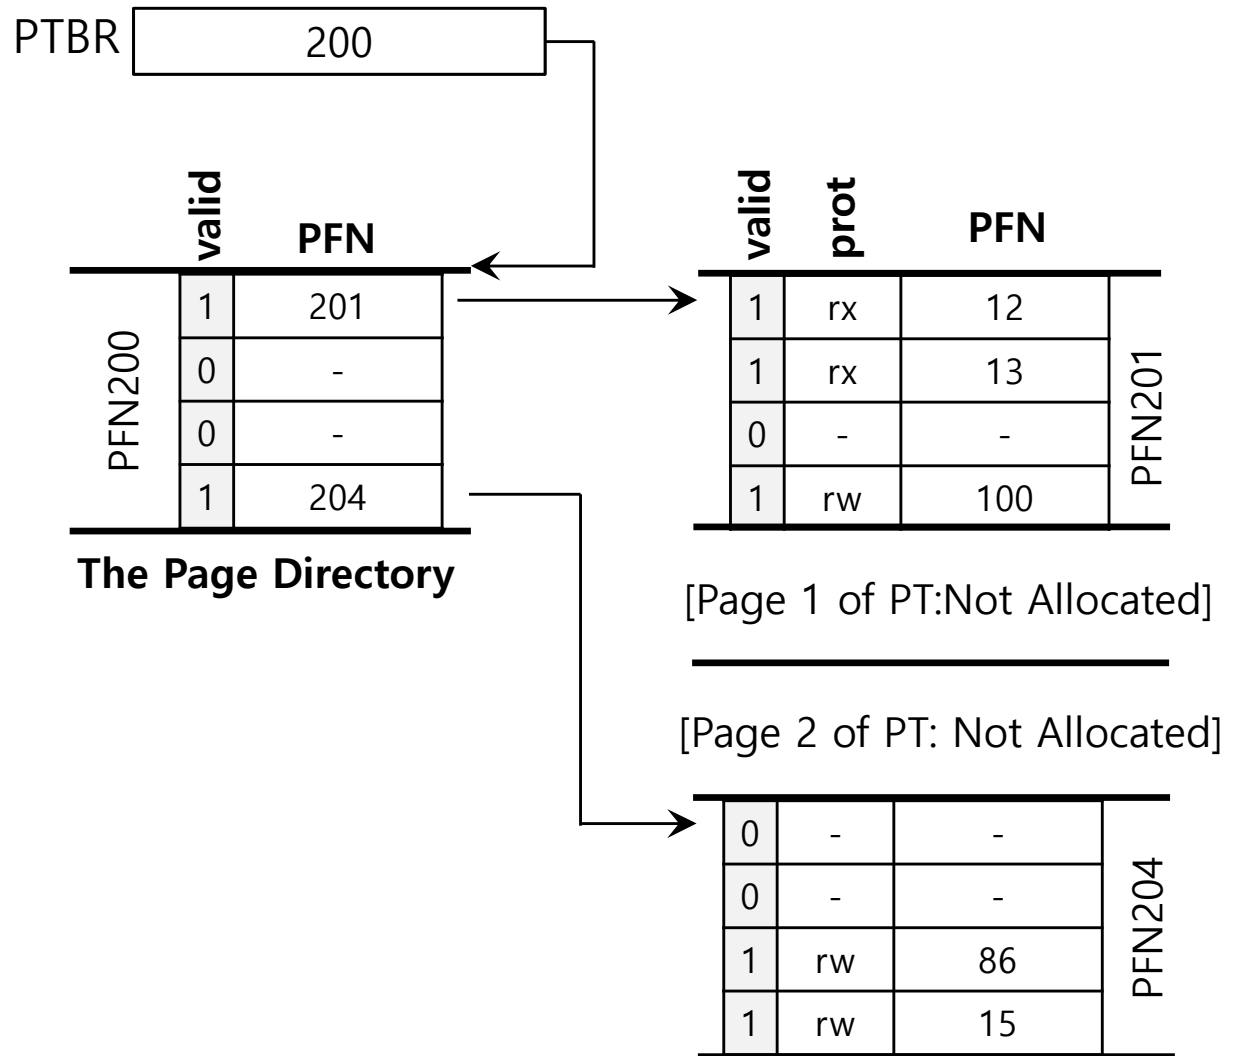 PTBR 200
valid PFN
PFN200
1 201
0 -
0 -
1 204
The Page Directory
valid prot PFN
1 rx 12
1 rx 13
0 - -
1 rw 100
PFN201
[Page 1 of PT:Not Allocated]
[Page 2 of PT: Not Allocated]
0 - -
0 - -
1 rw 86
1 rw 15
PFN204